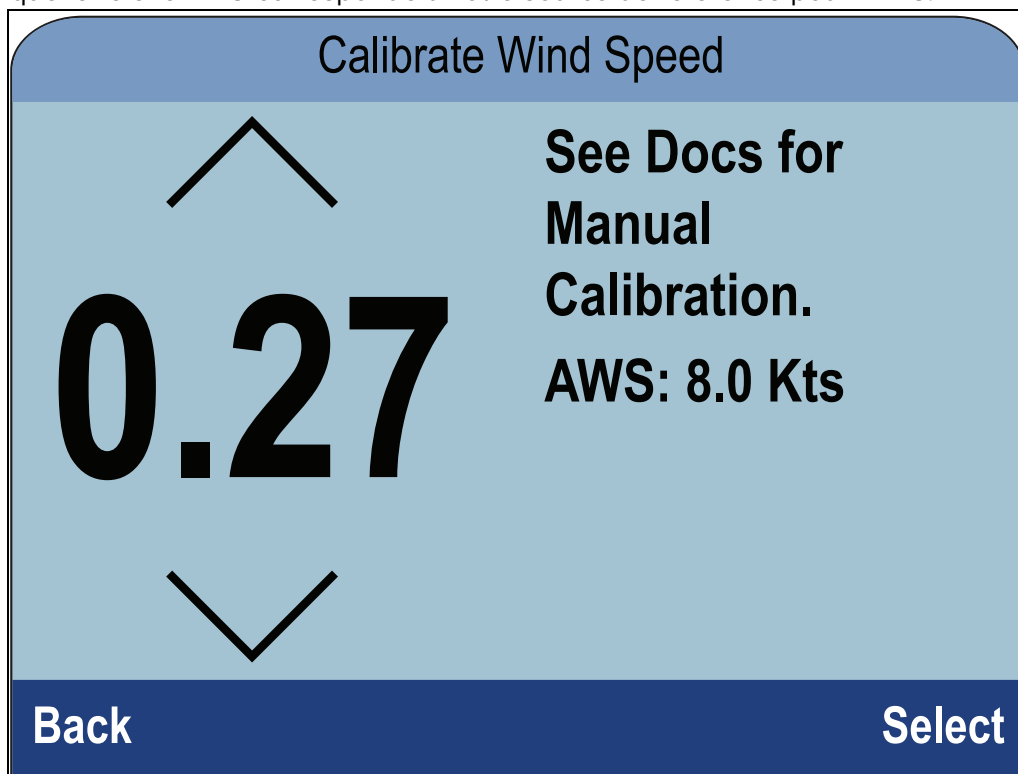 Calibrate Wind Speed
See Docs for
Manual
Calibration.
AWS: 8.0 Kts
0.27
Back
Select